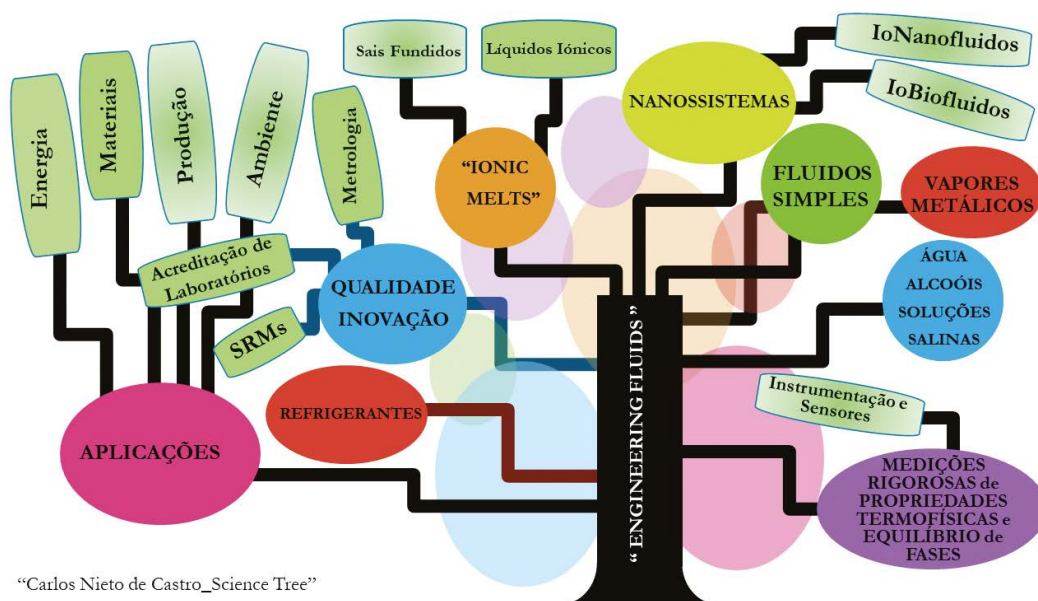 Energia
Materiais
Produção
Ambiente
Metrologia
Sais Fundidos
Líquidos Iónicos
IoNanofluidos
IoBiofluidos
NANOSSISTEMAS
“IONIC
MELTS”
FLUIDOS
SIMPLES
VAPORES
METÁLICOS
Acreditação de
Laboratórios
QUALIDADE
INOVAÇÃO
SRMs
ÁGUA
ALCOÓIS
SOLUÇÕES
SALINAS
REFRIGERANTES
APLICAÇÕES
“ENGINEERING FLUIDS”
Instrumentação e
Sensores
MEDIÇÕES
RIGOROSAS de
PROPRIEDADES
TERMOFÍSICAS e
EQUILÍBRIO de
FASES
“Carlos Nieto de Castro_Science Tree”